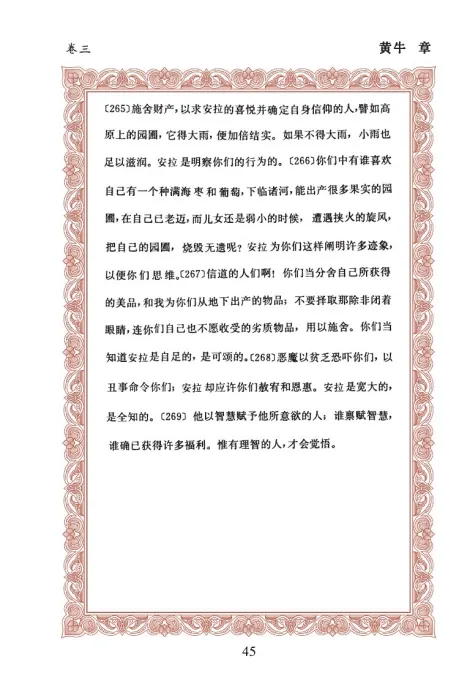 卷三
黄牛 章
〔265〕施舍财产，以求安拉的喜悦并确定自身信仰的人，譬如高
原上的园圃，它得大雨，便加倍结实。如果不得大雨，小雨也
足以滋润。安拉是明察你们的行为的。〔266〕你们中有谁喜欢
自己有一个种满海枣和葡萄，下临诸河，能出产很多果实的园
圃，在自己已老迈，而儿女还是弱小的时候，遭遇挟火的旋风，
把自己的园圃，烧毁无遗呢？安拉为你们这样阐明许多迹象，
以便你们思维。〔267〕信道的人们啊！你们当分舍自己所获得
的美品，和我为你们从地下出产的物品；不要择取那除非闭着
眼睛，连你们自己也不愿收受的劣质物品，用以施舍。你们当
知道安拉是自足的，是可颂的。〔268〕恶魔以贫乏恐吓你们，以
丑事命令你们；安拉却应许你们赦宥和恩惠。安拉是宽大的，
是全知的。〔269〕他以智慧赋予他所意欲的人；谁禀赋智慧，
谁确已获得许多福利。惟有理智的人，才会觉悟。
45